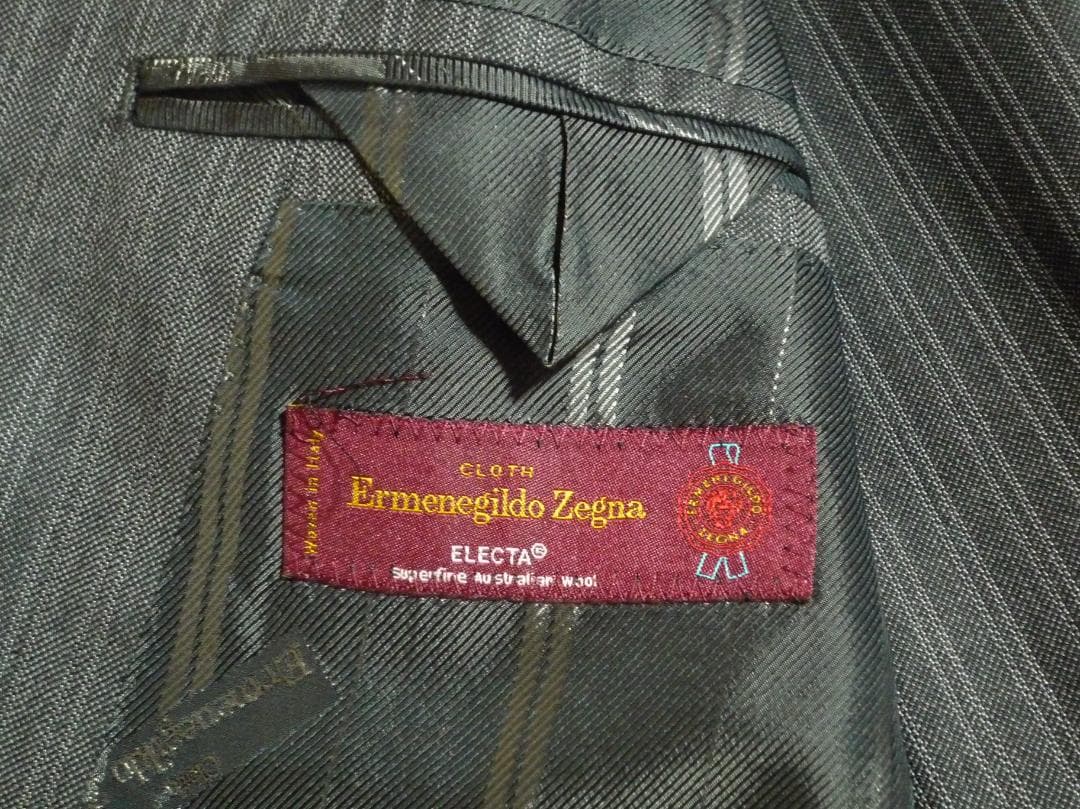 Woven in Italy
CLOTH
Ermenegildo Zegna
ELECTA®
Superfine Australian Wool
ERMENEGILDO
ZEGNA